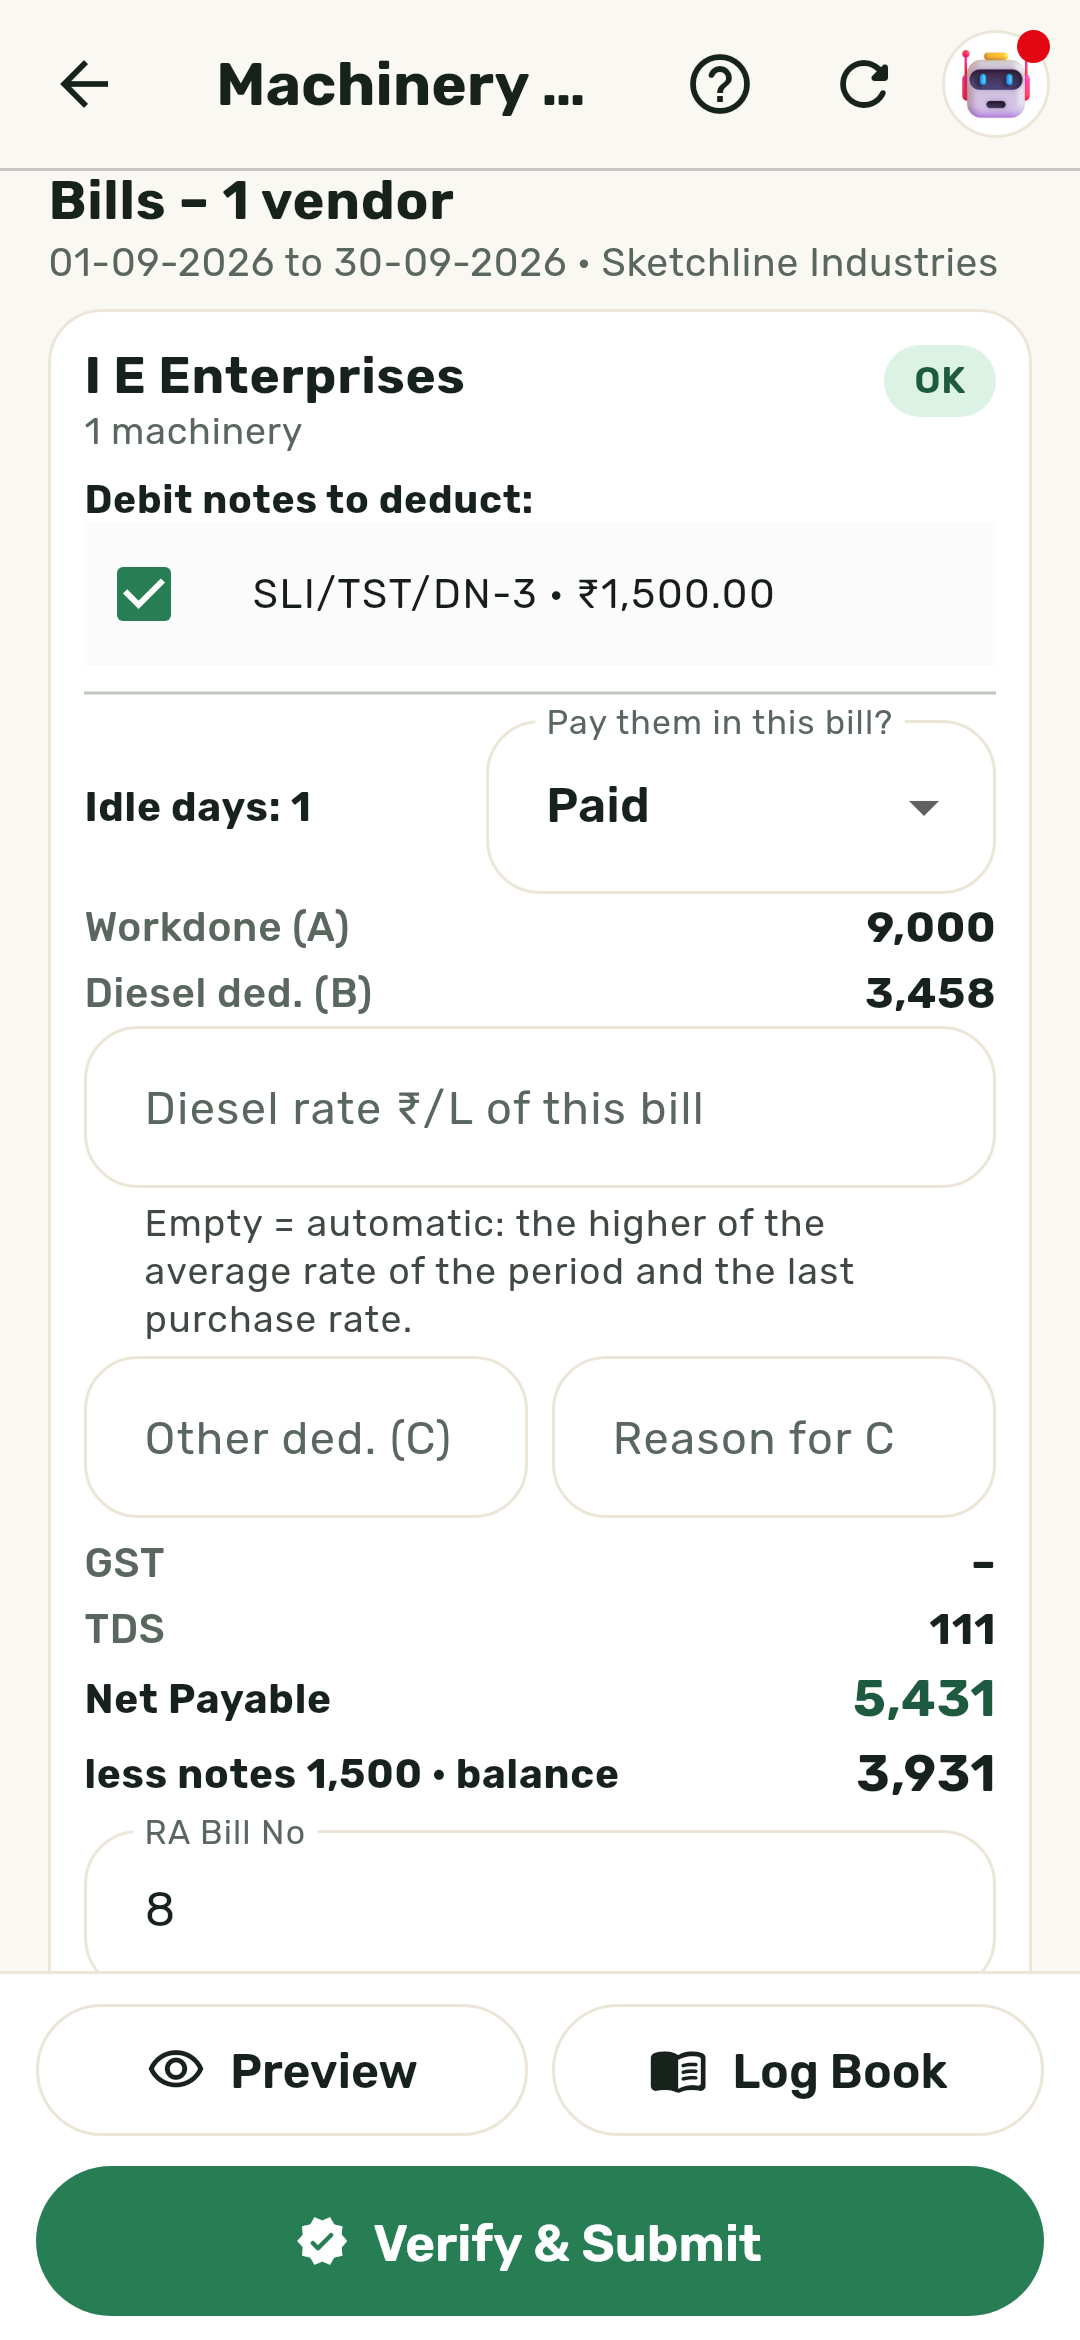 Machinery ...
Bills – 1 vendor
01-09-2026 to 30-09-2026 • Sketchline Industries
I E Enterprises
OK
1 machinery
Debit notes to deduct:
SLI/TST/DN-3 • ₹1,500.00
Pay them in this bill?
Idle days: 1
Paid
Workdone (A)
9,000
Diesel ded. (B)
3,458
Diesel rate ₹/L of this bill
Empty = automatic: the higher of the
average rate of the period and the last
purchase rate.
Other ded. (C)
Reason for C
GST
–
TDS
111
Net Payable
5,431
less notes 1,500 • balance
3,931
RA Bill No
8
Preview
Log Book
Verify & Submit